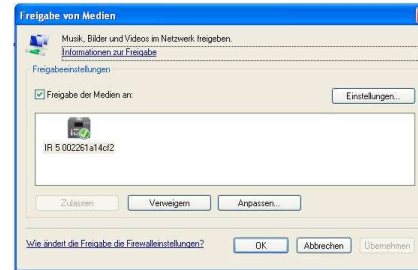 Freigabe von Medien
Musik, Bilder und Videos im Netzwerk freigeben.
Informationen zur Freigabe
Freigabeeinstellungen
Freigabe der Medien an:
Einstellungen...
IR 5 002261a14cf2
Zulassen
Verweigern
Anpassen...
Wie ändert die Freigabe die Firewalleinstellungen?
OK
Abbrechen
Übernehmen